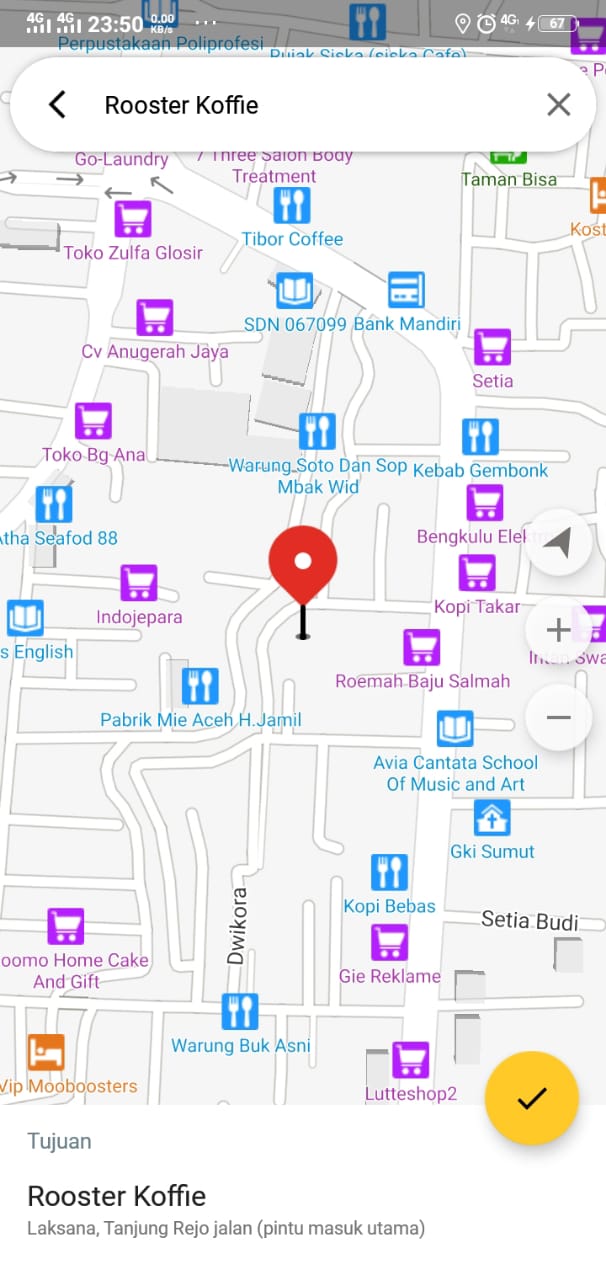 4G 4G 23:50 0.00 KB/s ... 4G 67
Perpustakaan Poliprofesi
Rujak Siska (siska Cafe)
Rooster Koffie
Go-Laundry
7 Three Salon Body
Treatment
Taman Bisa
Tibor Coffee
Kost
Toko Zulfa Glosir
SDN 067099
Bank Mandiri
Cv Anugerah Jaya
Setia
Toko Bg Ana
Warung Soto Dan Sop
Mbak Wid
Kebab Gembonk
Atha Seafod 88
Bengkulu Elektr
Indojepara
Kopi Takar
s English
Intan Swa
Roemah Baju Salmah
Pabrik Mie Aceh H.Jamil
Avia Cantata School
Of Music and Art
Gki Sumut
Kopi Bebas
Dwikora
Setia Budi
oomo Home Cake
And Gift
Gie Reklame
Warung Buk Asni
Vip Mooboosters
Lutteshop2
Tujuan
Rooster Koffie
Laksana, Tanjung Rejo jalan (pintu masuk utama)